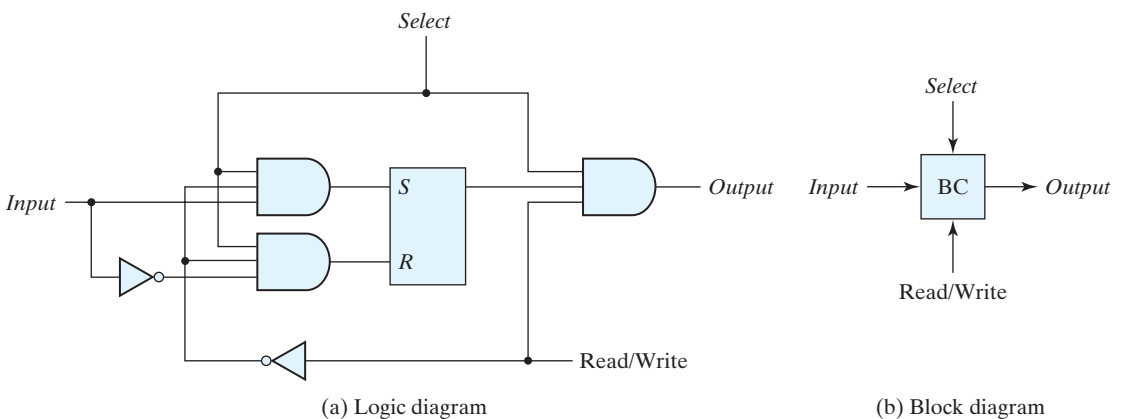 Select
Input
S
R
Output
Read/Write
(a) Logic diagram
Select
Input
BC
Output
Read/Write
(b) Block diagram